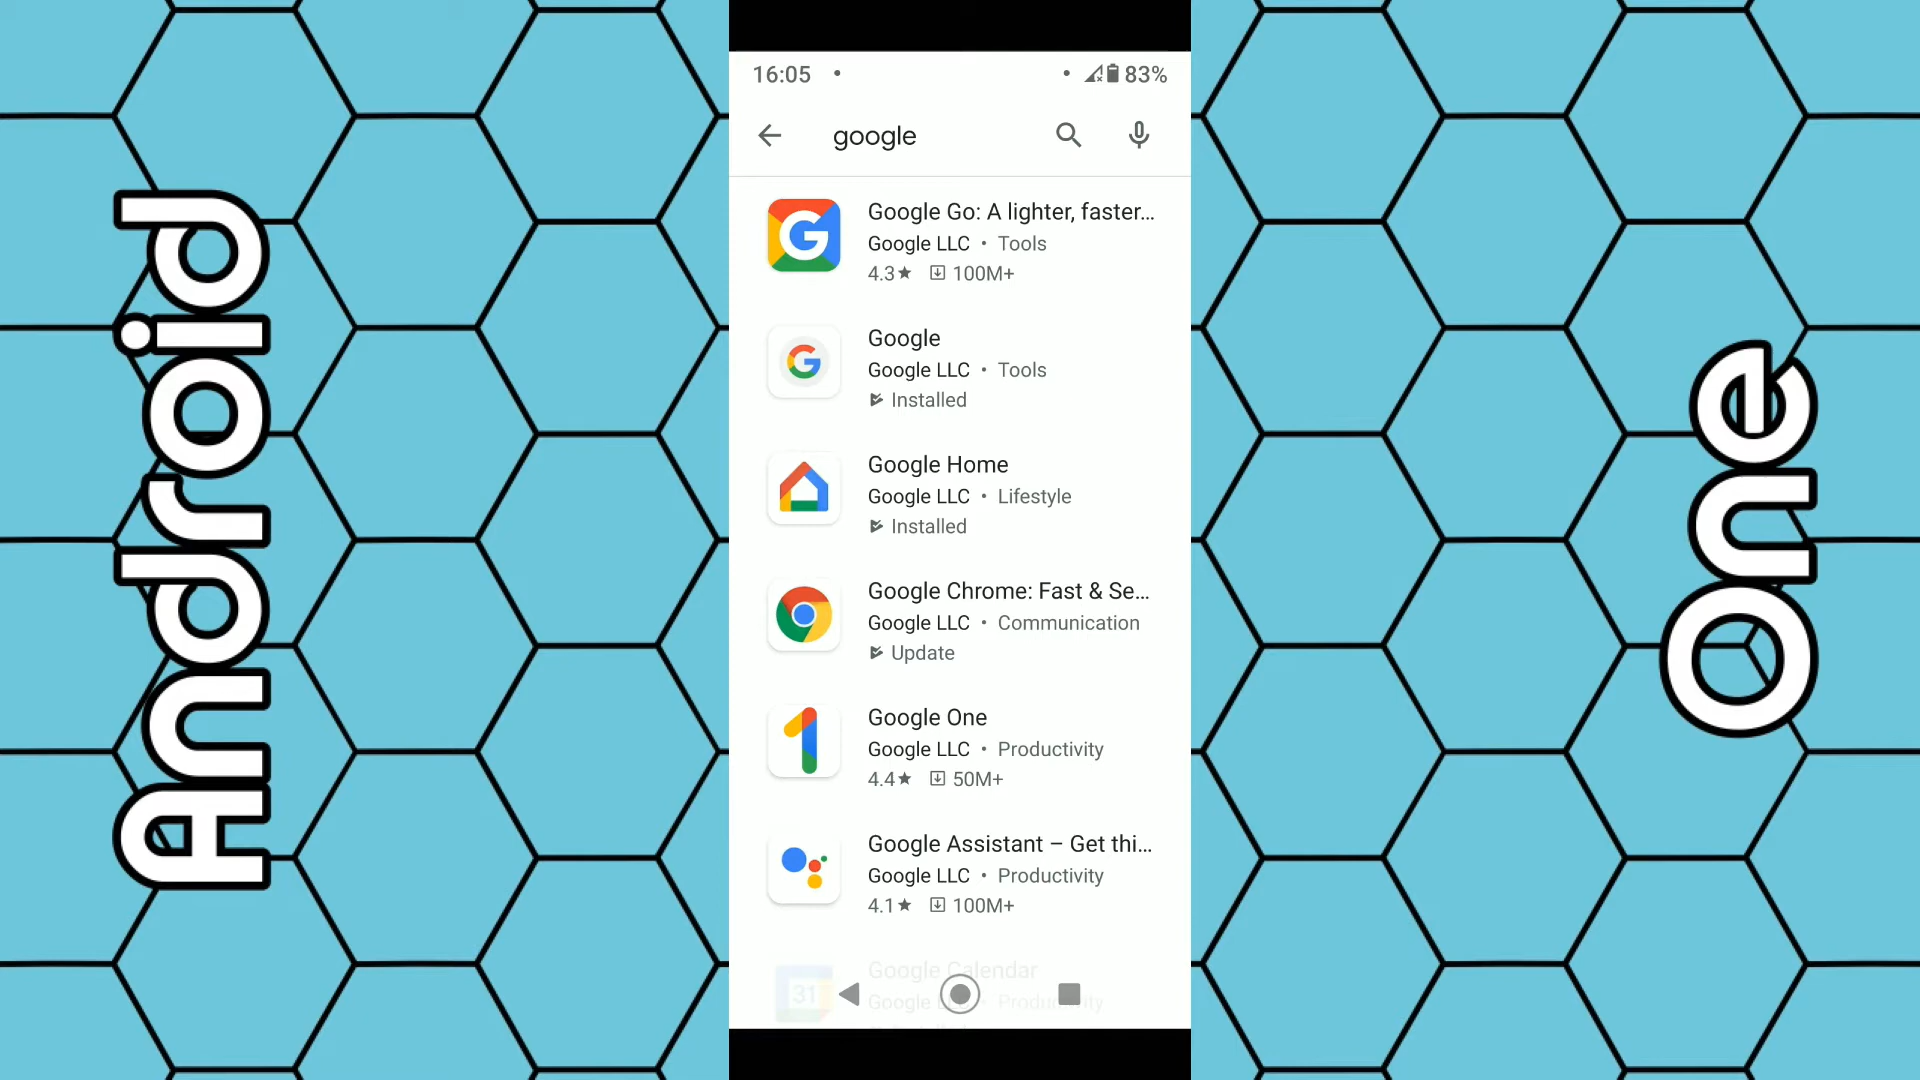 Android
16:05
83%
google
Google Go: A lighter, faster...
Google LLC • Tools
4.3★ 100M+
Google
Google LLC • Tools
Installed
Google Home
Google LLC • Lifestyle
Installed
Google Chrome: Fast & Se...
Google LLC • Communication
Update
Google One
Google LLC • Productivity
4.4★ 50M+
Google Assistant – Get thi...
Google LLC • Productivity
4.1★ 100M+
Google Calendar
31
Google
One